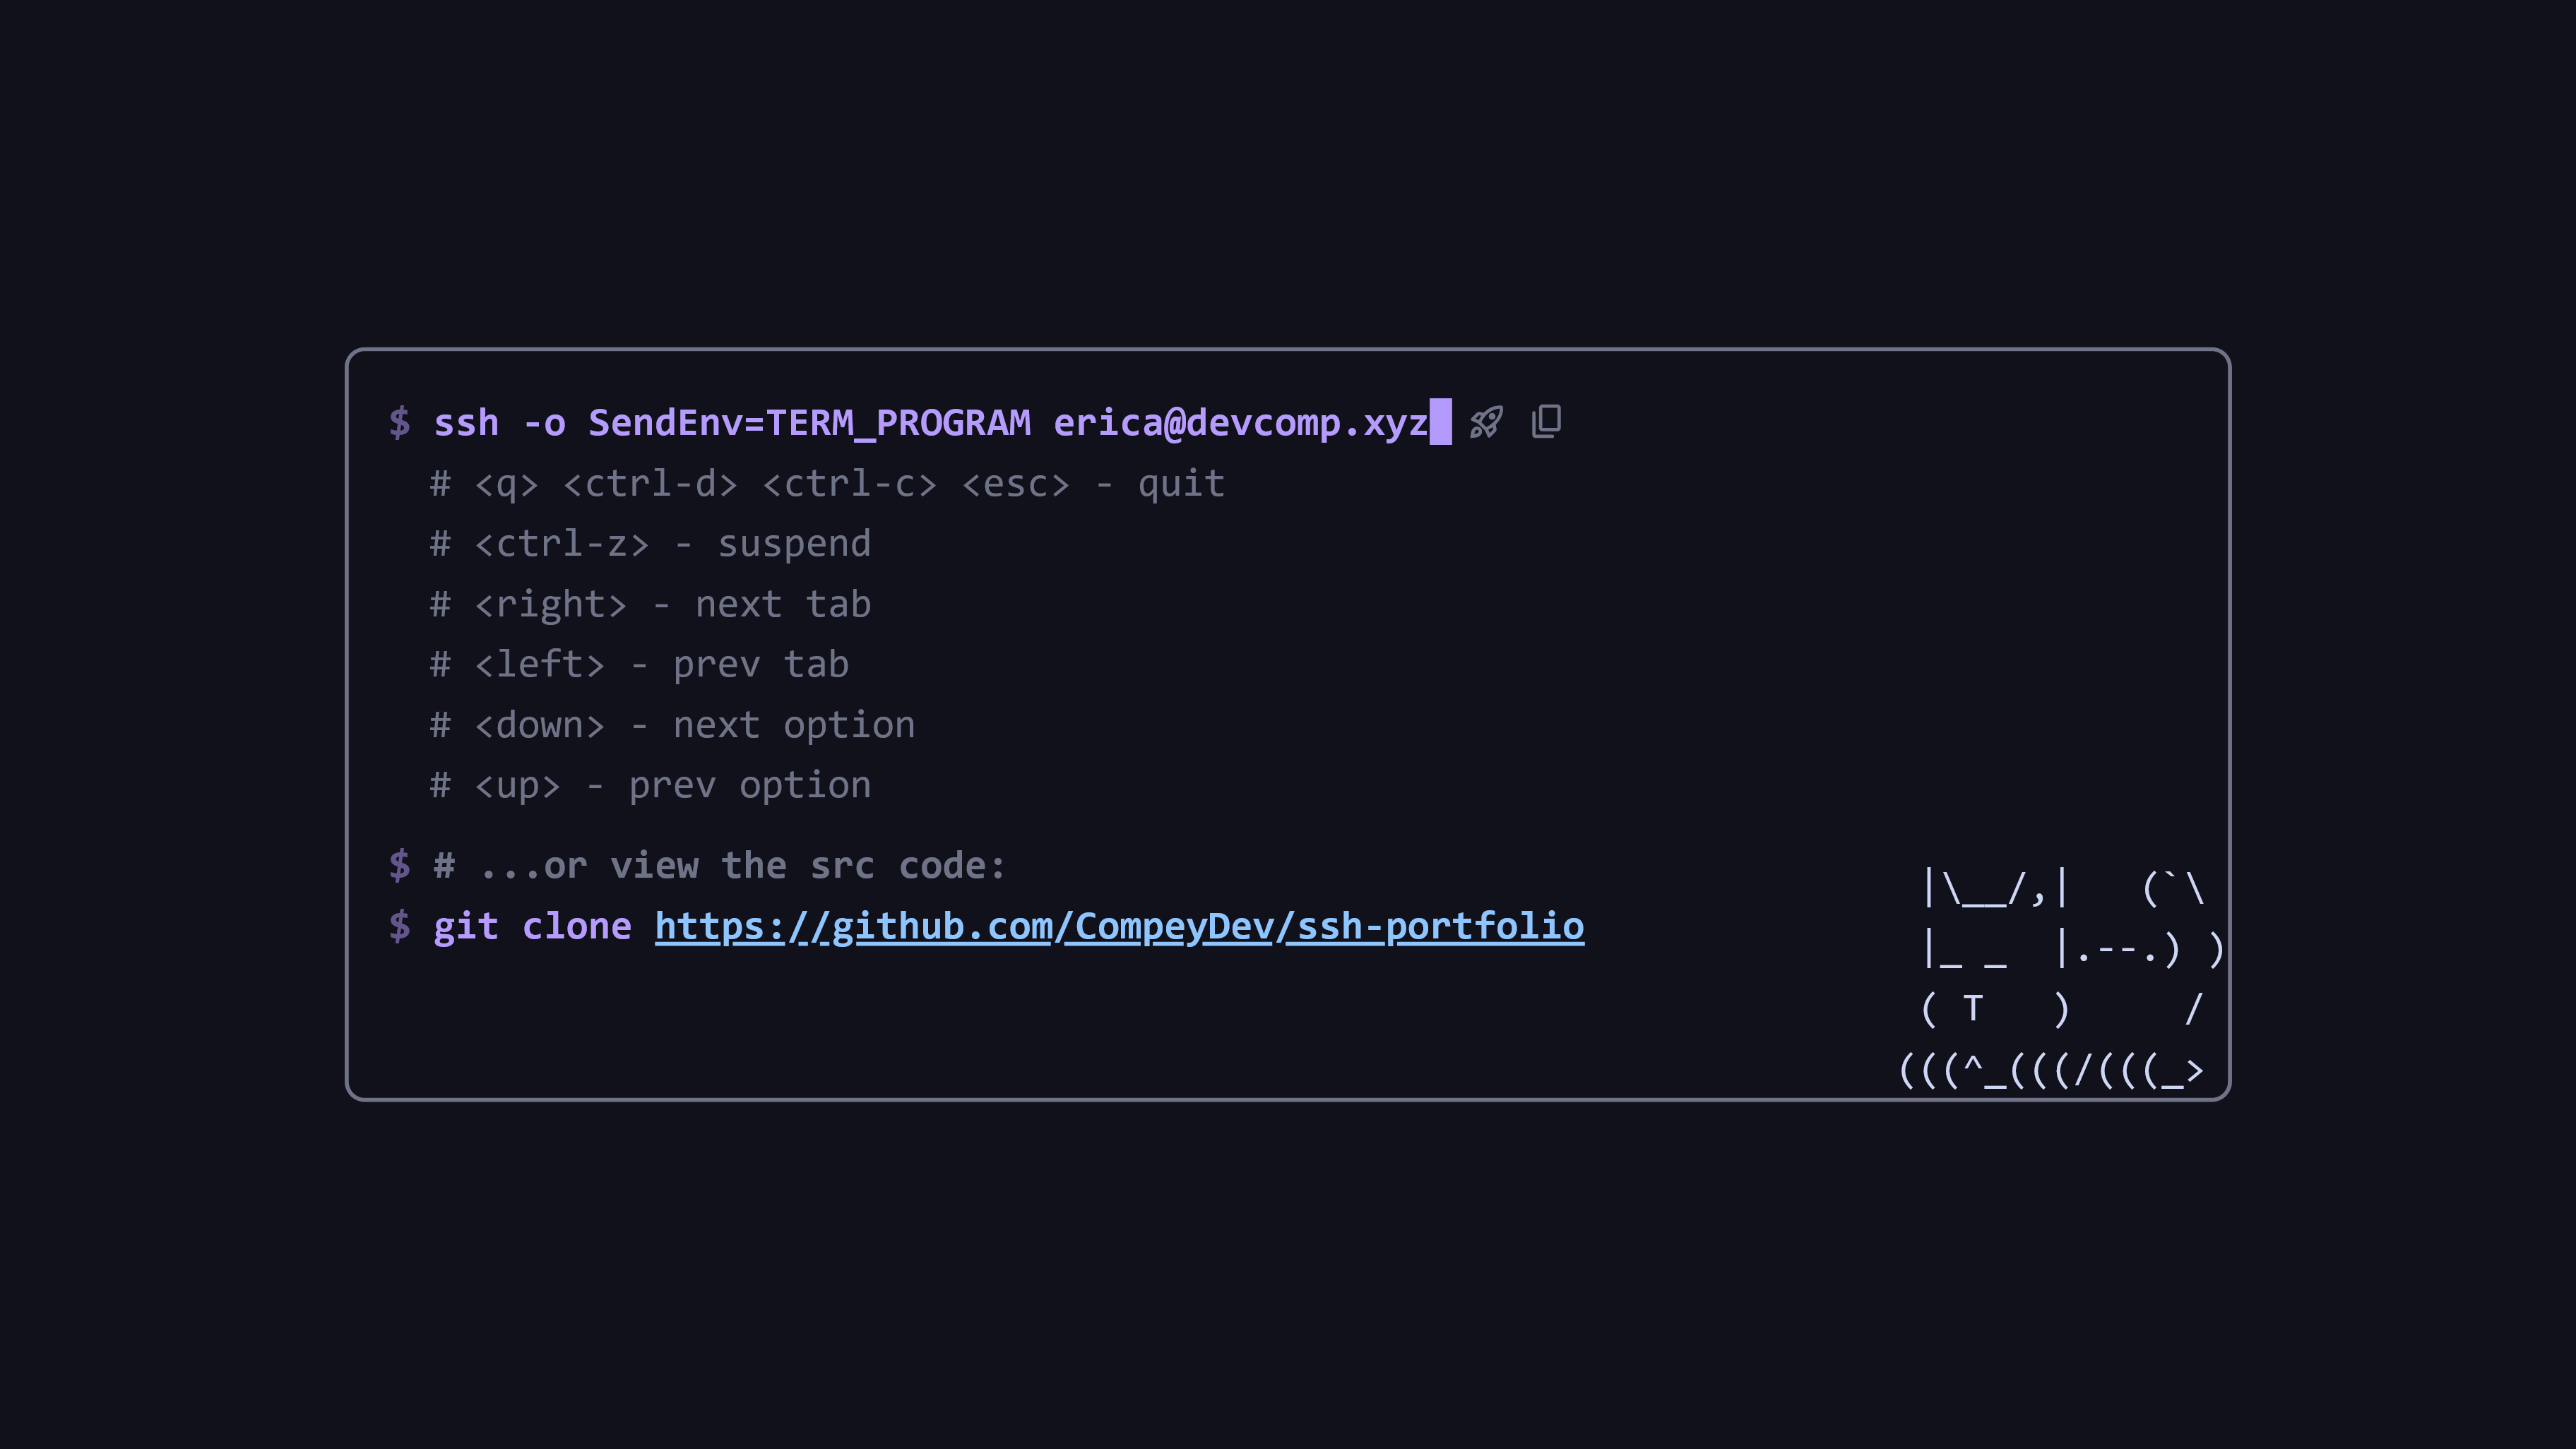 $ ssh -o SendEnv=TERM_PROGRAM erica@devcomp.xyz
# <q> <ctrl-d> <ctrl-c> <esc> - quit
# <ctrl-z> - suspend
# <right> - next tab
# <left> - prev tab
# <down> - next option
# <up> - prev option
$ # ...or view the src code:
$ git clone https://github.com/CompeyDev/ssh-portfolio
 |\__/,|   (`\
 |_ _  |.--.) )
 ( T   )     /
(((^_(((/(((_>